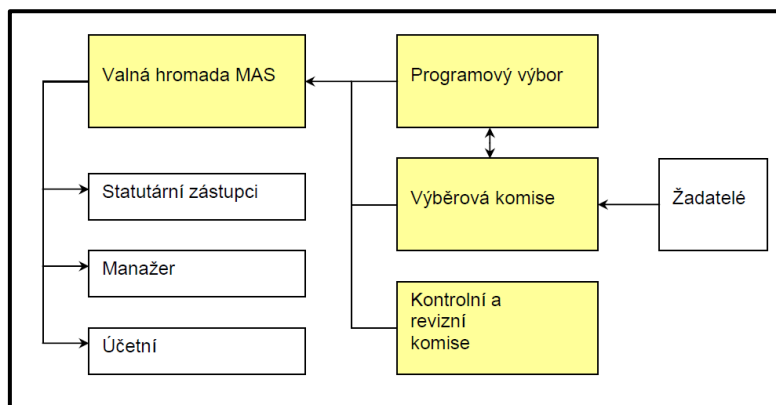 Valná hromada MAS
Programový výbor
Statutární zástupci
Výběrová komise
Žadatelé
Manažer
Kontrolní a
revizní
komise
Účetní